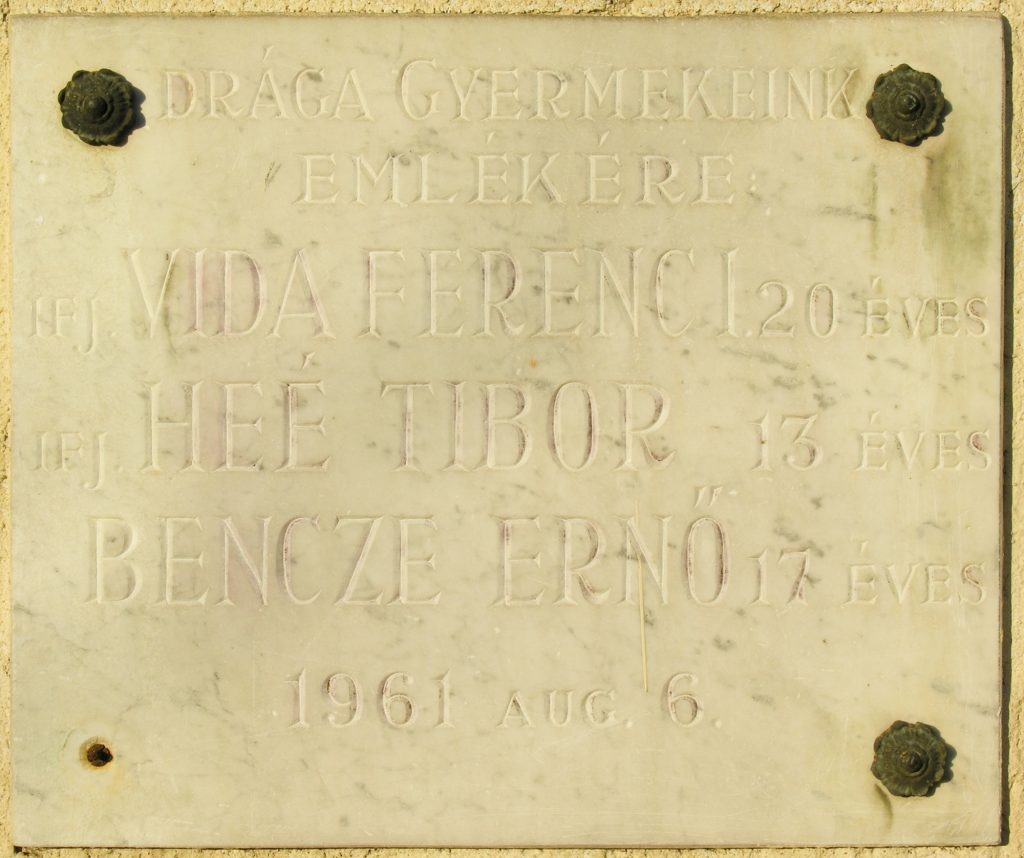 DRÁGA GYERMEKEINK
EMLÉKÉRE:
IFJ. VIDA FERENC I. 20 ÉVES
IFJ. HEÉ TIBOR 13 ÉVES
BENCZE ERNŐ 17 ÉVES
1961 AUG. 6.